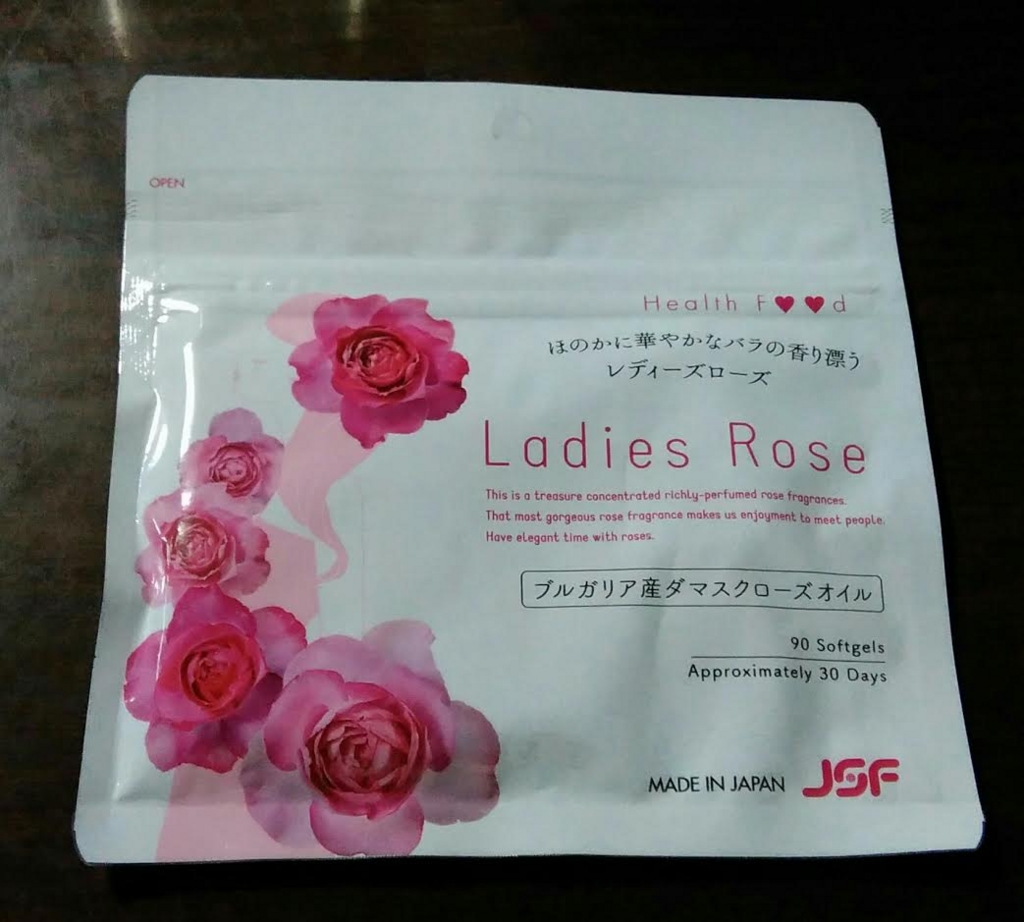 OPEN
Health F♥♥d
ほのかに華やかなバラの香り漂う
レディーズローズ
Ladies Rose
This is a treasure concentrated richly-perfumed rose fragrances.
That most gorgeous rose fragrance makes us enjoyment to meet people.
Have elegant time with roses.
ブルガリア産ダマスクローズオイル
90 Softgels
Approximately 30 Days
MADE IN JAPAN JSF